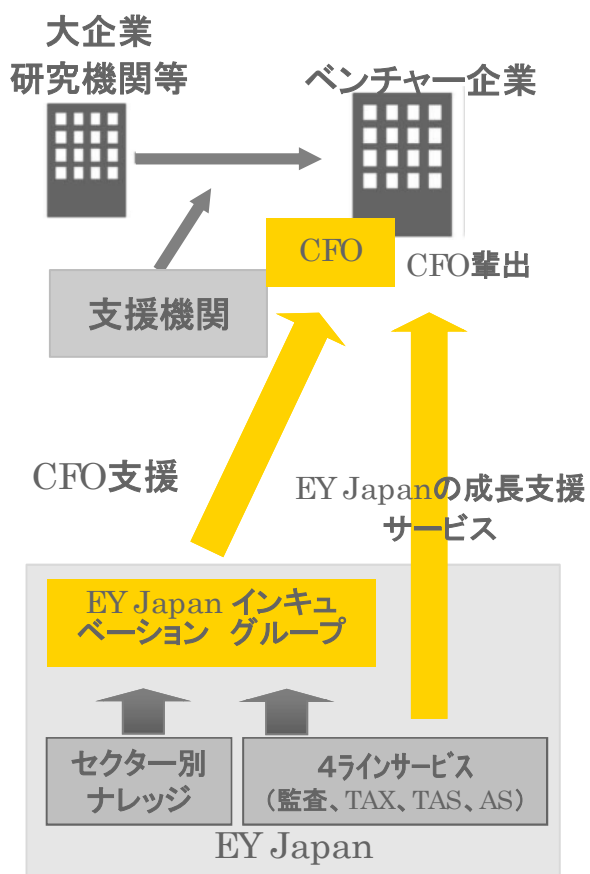 大企業
研究機関等
ベンチャー企業
CFO
CFO輩出
支援機関
CFO支援
EY Japanの成長支援
サービス
EY Japan インキュ
ベーション グループ
セクター別
ナレッジ
4ラインサービス
(監査、TAX、TAS、AS)
EY Japan